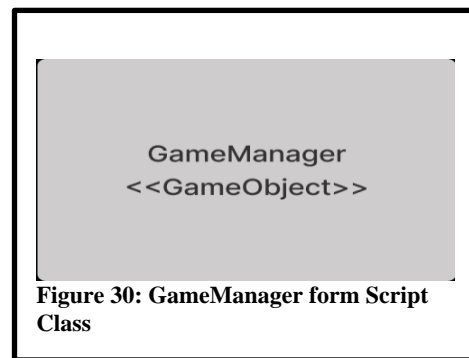 GameManager
<<GameObject>>
Figure 30: GameManager form Script
Class